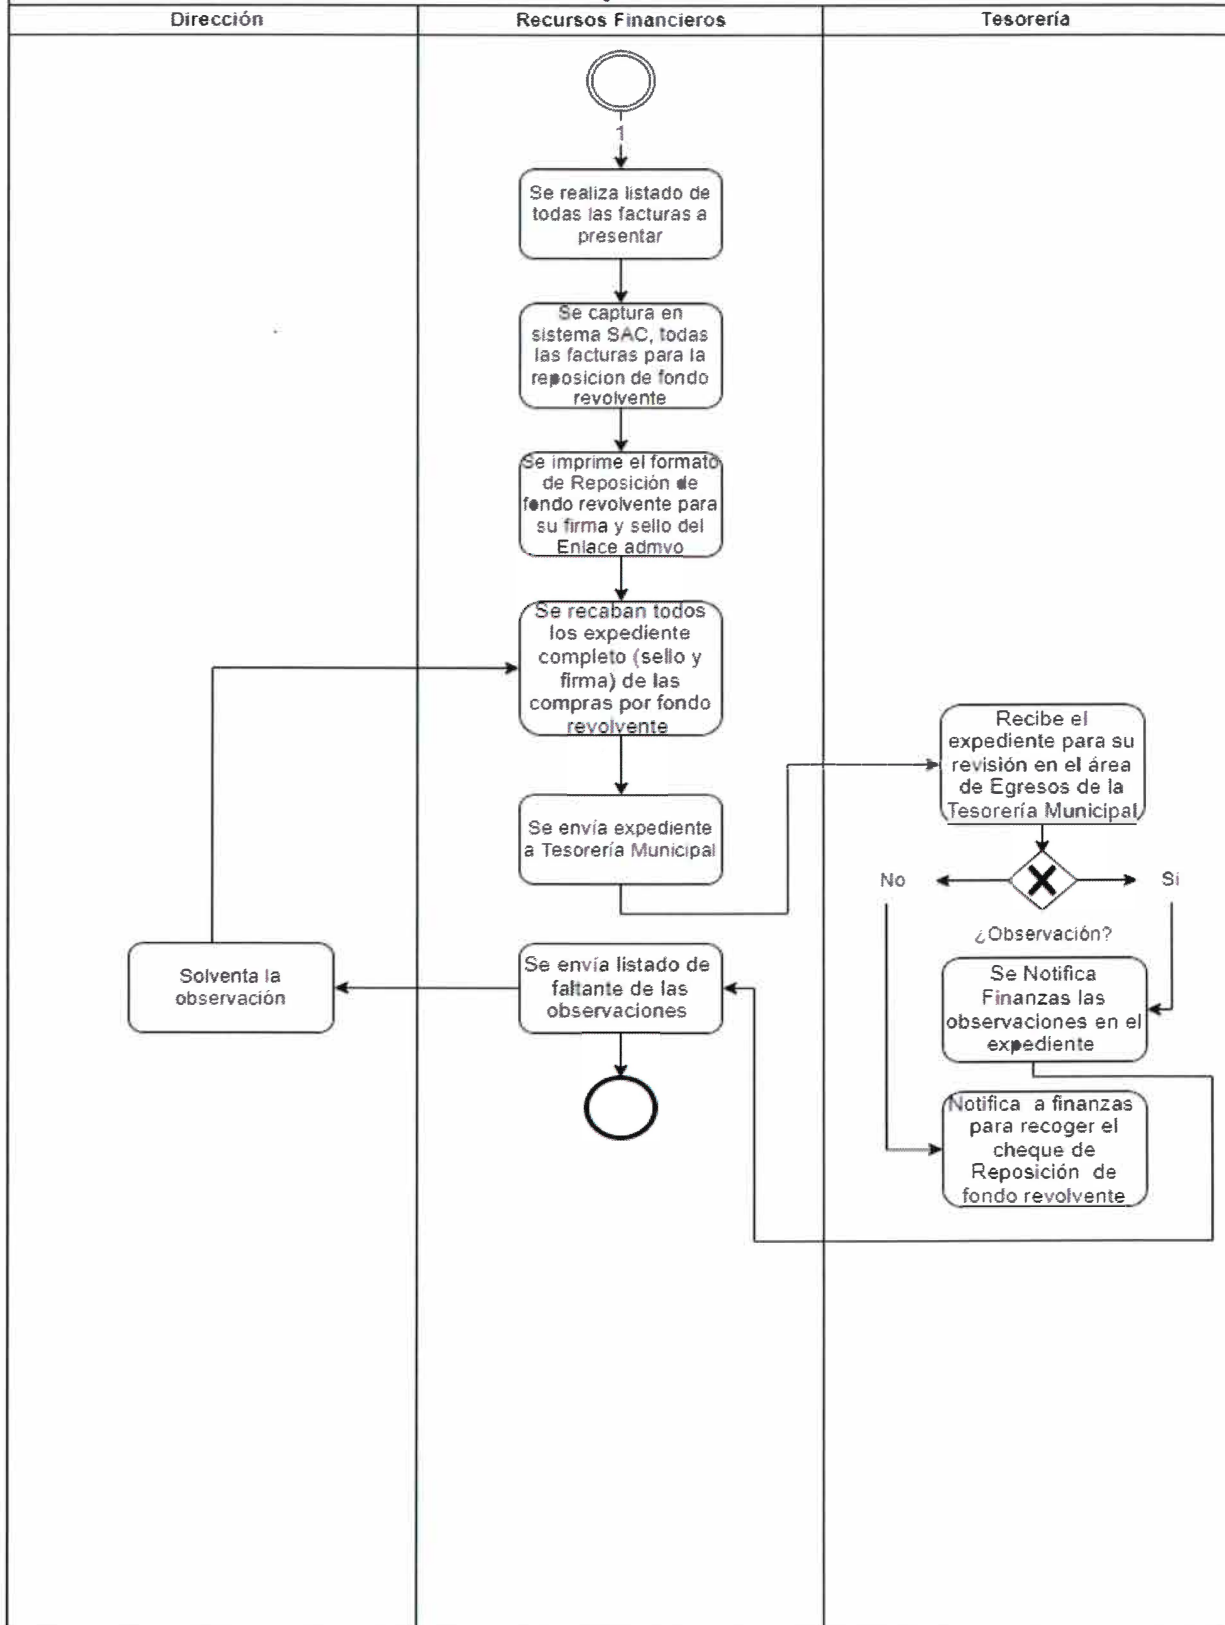 Dirección
Recursos Financieros
Tesorería
1
Se realiza listado de
todas las facturas a
presentar
Se captura en
sistema SAC, todas
las facturas para la
reposicion de fondo
revolvente
Se imprime el formato
de Reposición de
fondo revolvente para
su firma y sello del
Enlace admvo
Se recaban todos
los expediente
completo (sello y
firma) de las
compras por fondo
revolvente
Se envía expediente
a Tesorería Municipal
Recibe el
expediente para su
revisión en el área
de Egresos de la
Tesorería Municipal
No
Si
¿Observación?
Se Notifica
Finanzas las
observaciones en el
expediente
Se envía listado de
faltante de las
observaciones
Solventa la
observación
Notifica a finanzas
para recoger el
cheque de
Reposición de
fondo revolvente